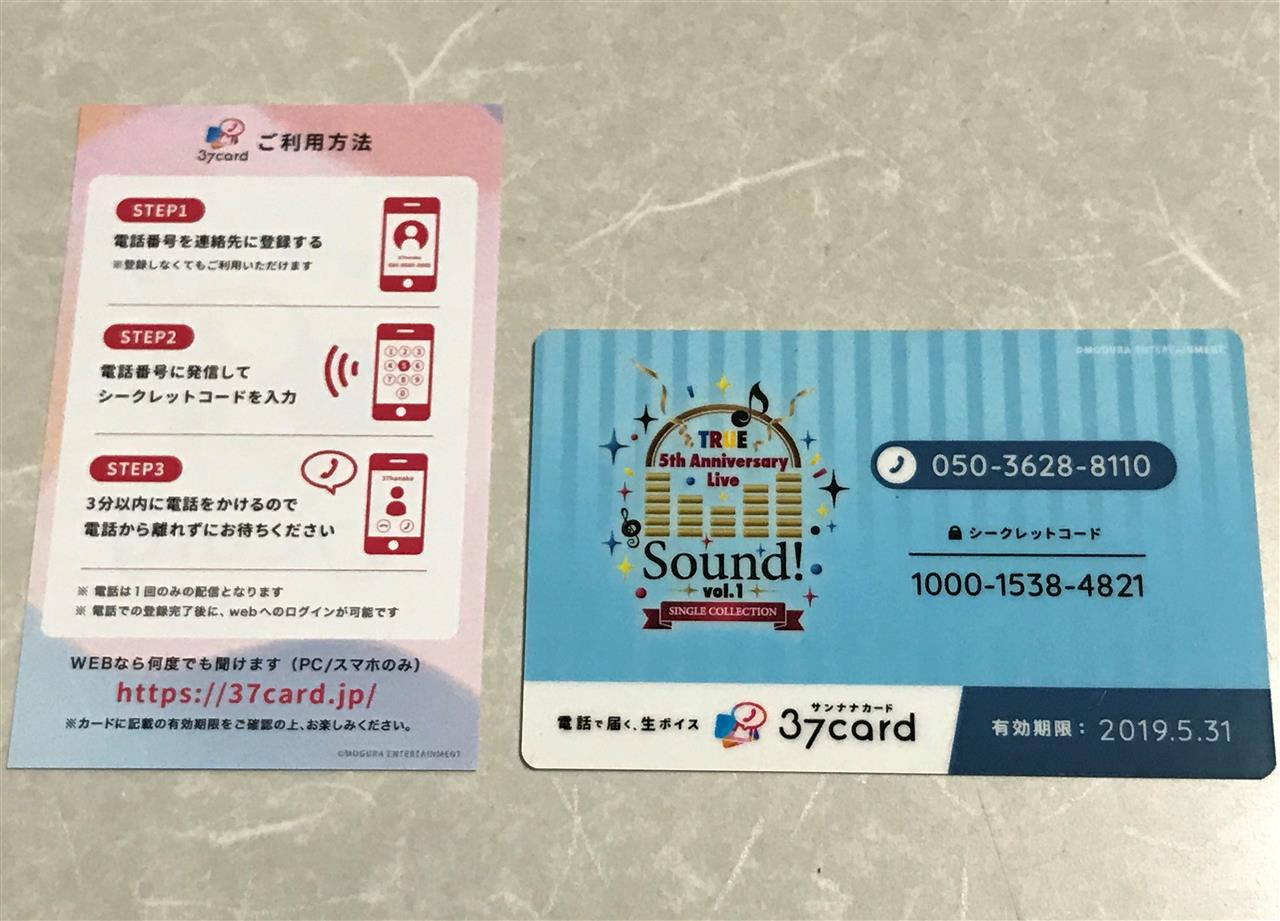 37card ご利用方法
STEP1
電話番号を連絡先に登録する
※登録しなくてもご利用いただけます
STEP2
電話番号に発信して
シークレットコードを入力
STEP3
3分以内に電話をかけるので
電話から離れずにお待ちください
※ 電話は1回のみの配信となります
※ 電話での登録完了後に、webへのログインが可能です
WEBなら何度でも聞けます（PC/スマホのみ）
https://37card.jp/
※カードに記載の有効期限をご確認の上、お楽しみください。
©MOGURA ENTERTAINMENT
©MOGURA ENTERTAINMENT
TRUE
5th Anniversary
Live
Sound!
vol.1
SINGLE COLLECTION
050-3628-8110
シークレットコード
1000-1538-4821
電話で届く、生ボイス
サンナナカード
37card
有効期限： 2019.5.31